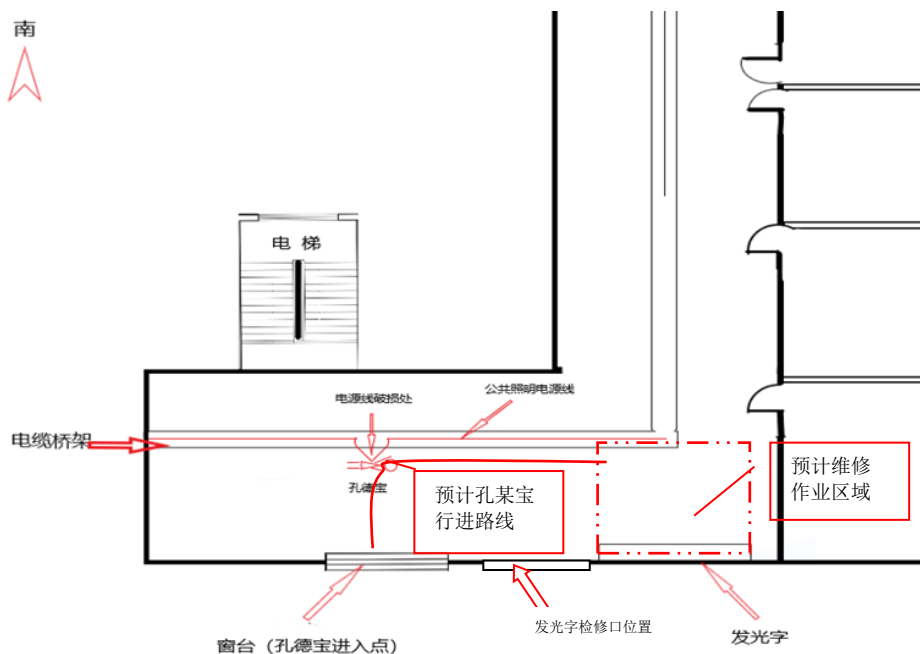 南
电 梯
电源线破损处
公共照明电源线
电缆桥架
孔德宝
预计孔某宝
行进路线
预计维修
作业区域
发光字检修口位置
发光字
窗台（孔德宝进入点）